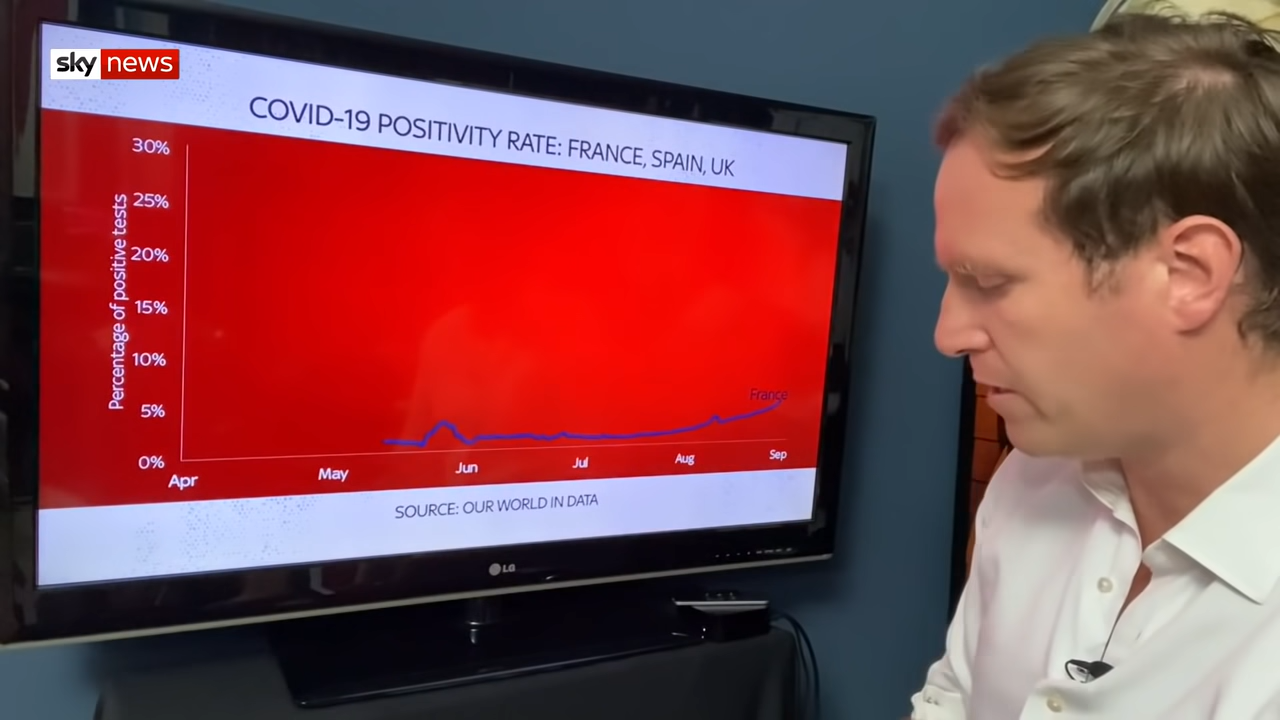 sky news
COVID-19 POSITIVITY RATE: FRANCE, SPAIN, UK
Percentage of positive tests
30%
25%
20%
15%
10%
5%
0%
France
Apr May Jun Jul Aug Sep
SOURCE: OUR WORLD IN DATA
LG